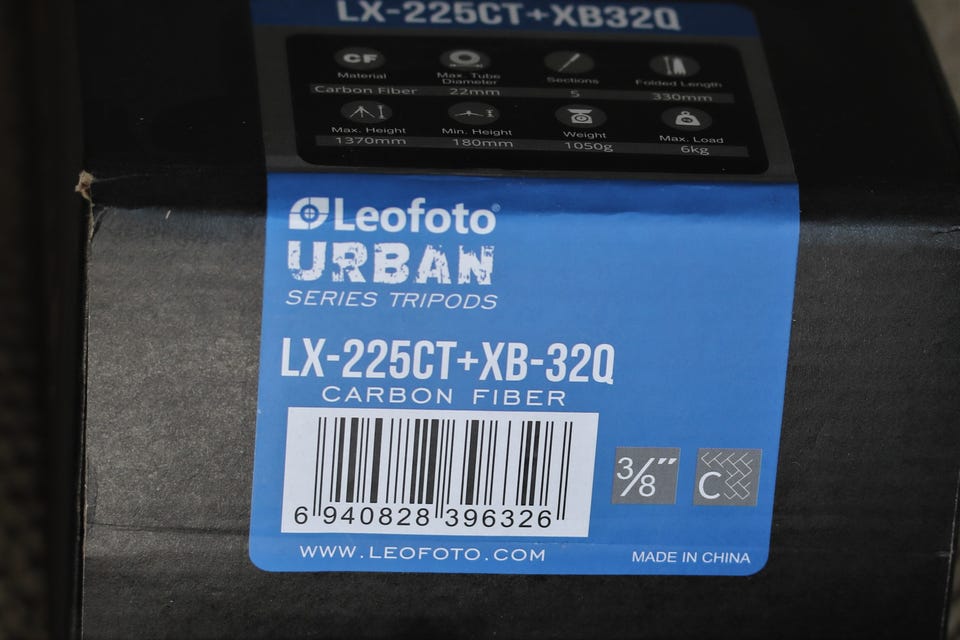 LX-225CT+XB32Q
CF
Material
Max. Tube
Diameter
Sections
Folded Length
Carbon Fiber 22mm 5 330mm
Max. Height Min. Height Weight Max. Load
1370mm 180mm 1050g 6kg
Leofoto®
URBAN
SERIES TRIPODS
LX-225CT+XB-32Q
CARBON FIBER
6 940828 396326
3/8″
C
WWW.LEOFOTO.COM
MADE IN CHINA